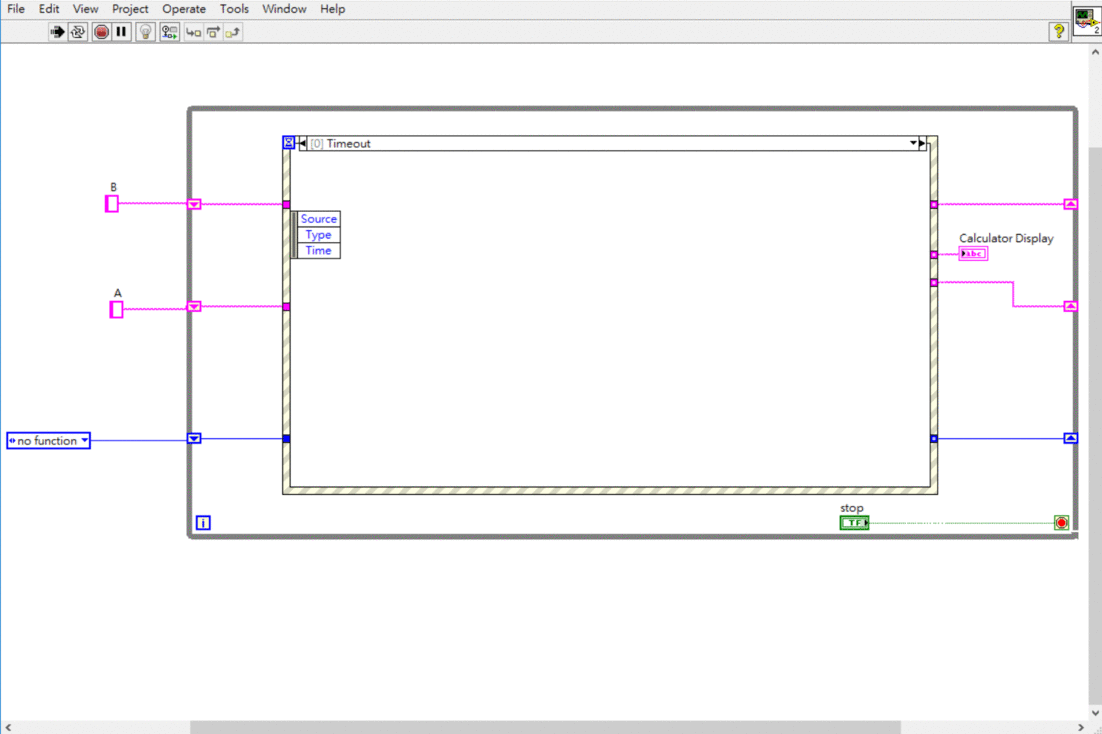 File Edit View Project Operate Tools Window Help
?
2
[0] Timeout
B
Source
Type
Time
Calculator Display
abc
A
no function
stop
i
TF